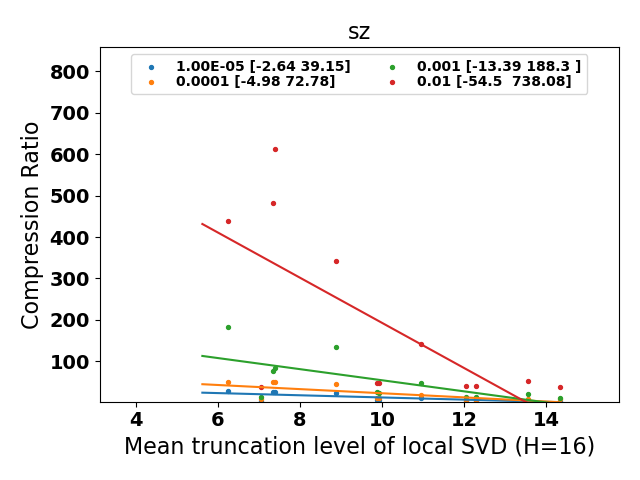 sz
1.00E-05 [-2.64 39.15]
0.0001 [-4.98 72.78]
0.001 [-13.39 188.3 ]
0.01 [-54.5  738.08]
Compression Ratio
800
700
600
500
400
300
200
100
4 6 8 10 12 14
Mean truncation level of local SVD (H=16)